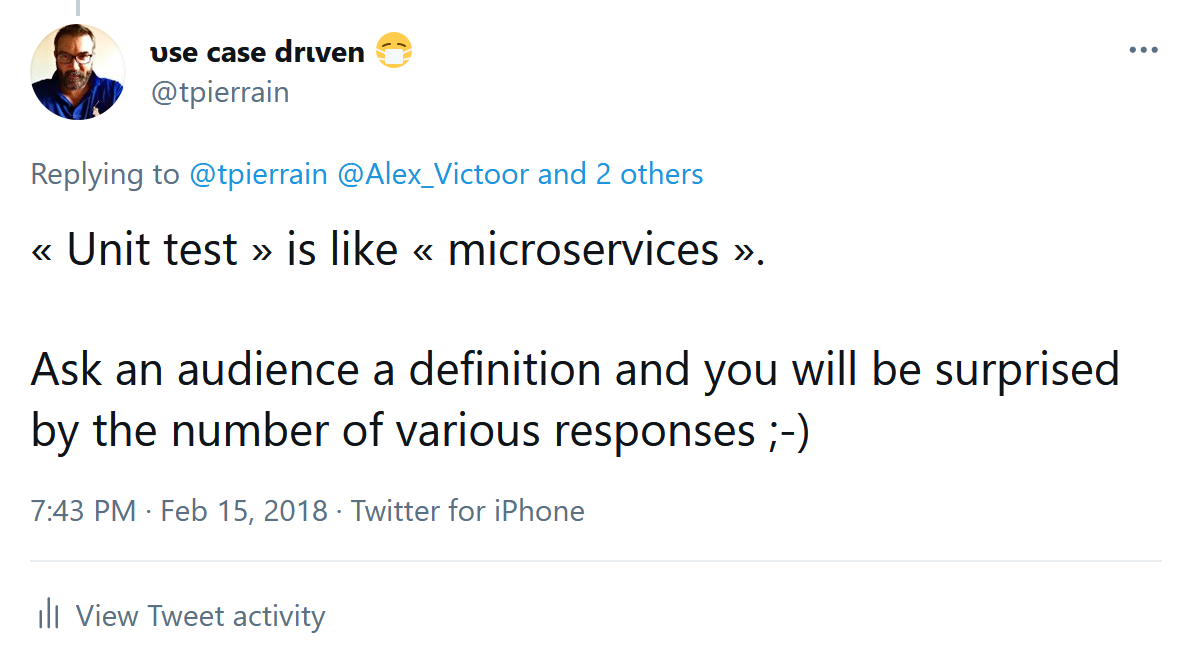 υse case drιven 😷
@tpierrain
Replying to @tpierrain @Alex_Victoor and 2 others
« Unit test » is like « microservices ».
Ask an audience a definition and you will be surprised
by the number of various responses ;-)
7:43 PM · Feb 15, 2018 · Twitter for iPhone
View Tweet activity